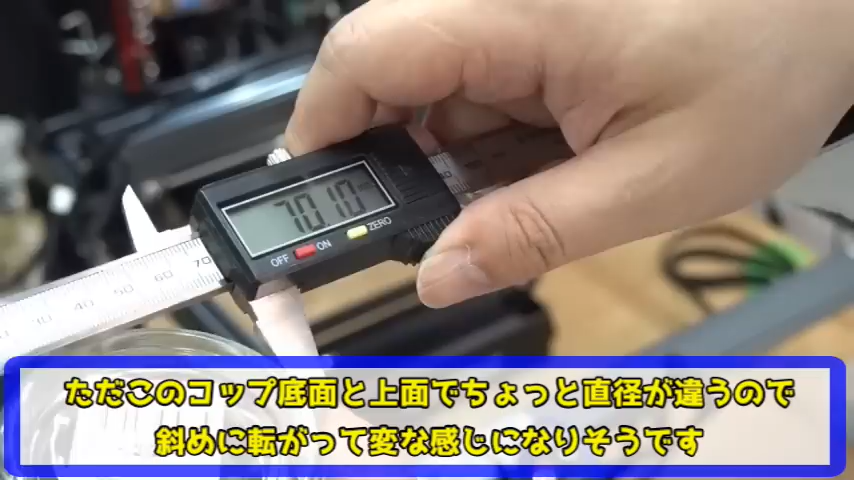 70.10
OFF ON ZERO
30 40 50 60 70
ただこのコップ底面と上面でちょっと直径が違うので
斜めに転がって変な感じになりそうです